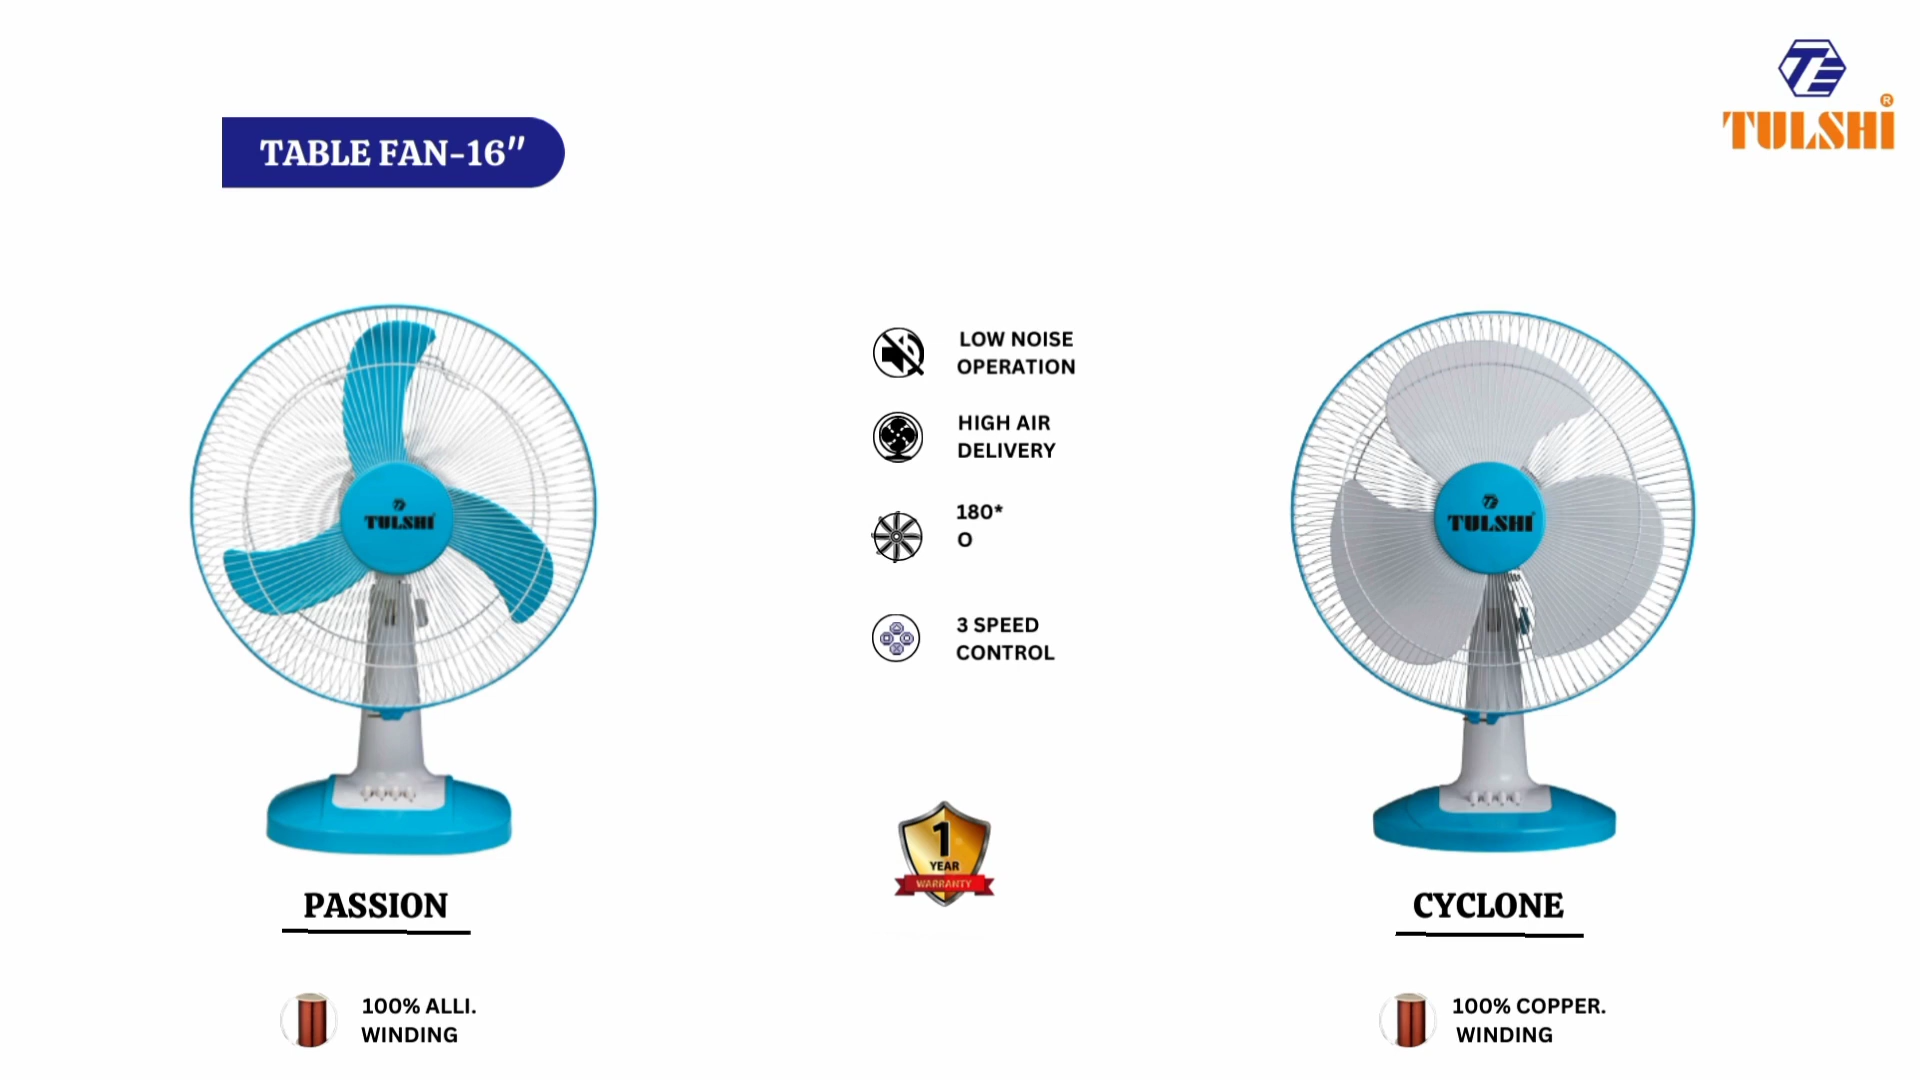 TE
TULSHI®
TABLE FAN-16"
TULSHI
LOW NOISE
OPERATION
HIGH AIR
DELIVERY
180*
O
3 SPEED
CONTROL
1
YEAR
WARRANTY
TULSHI
PASSION
CYCLONE
100% ALLI.
WINDING
100% COPPER.
WINDING